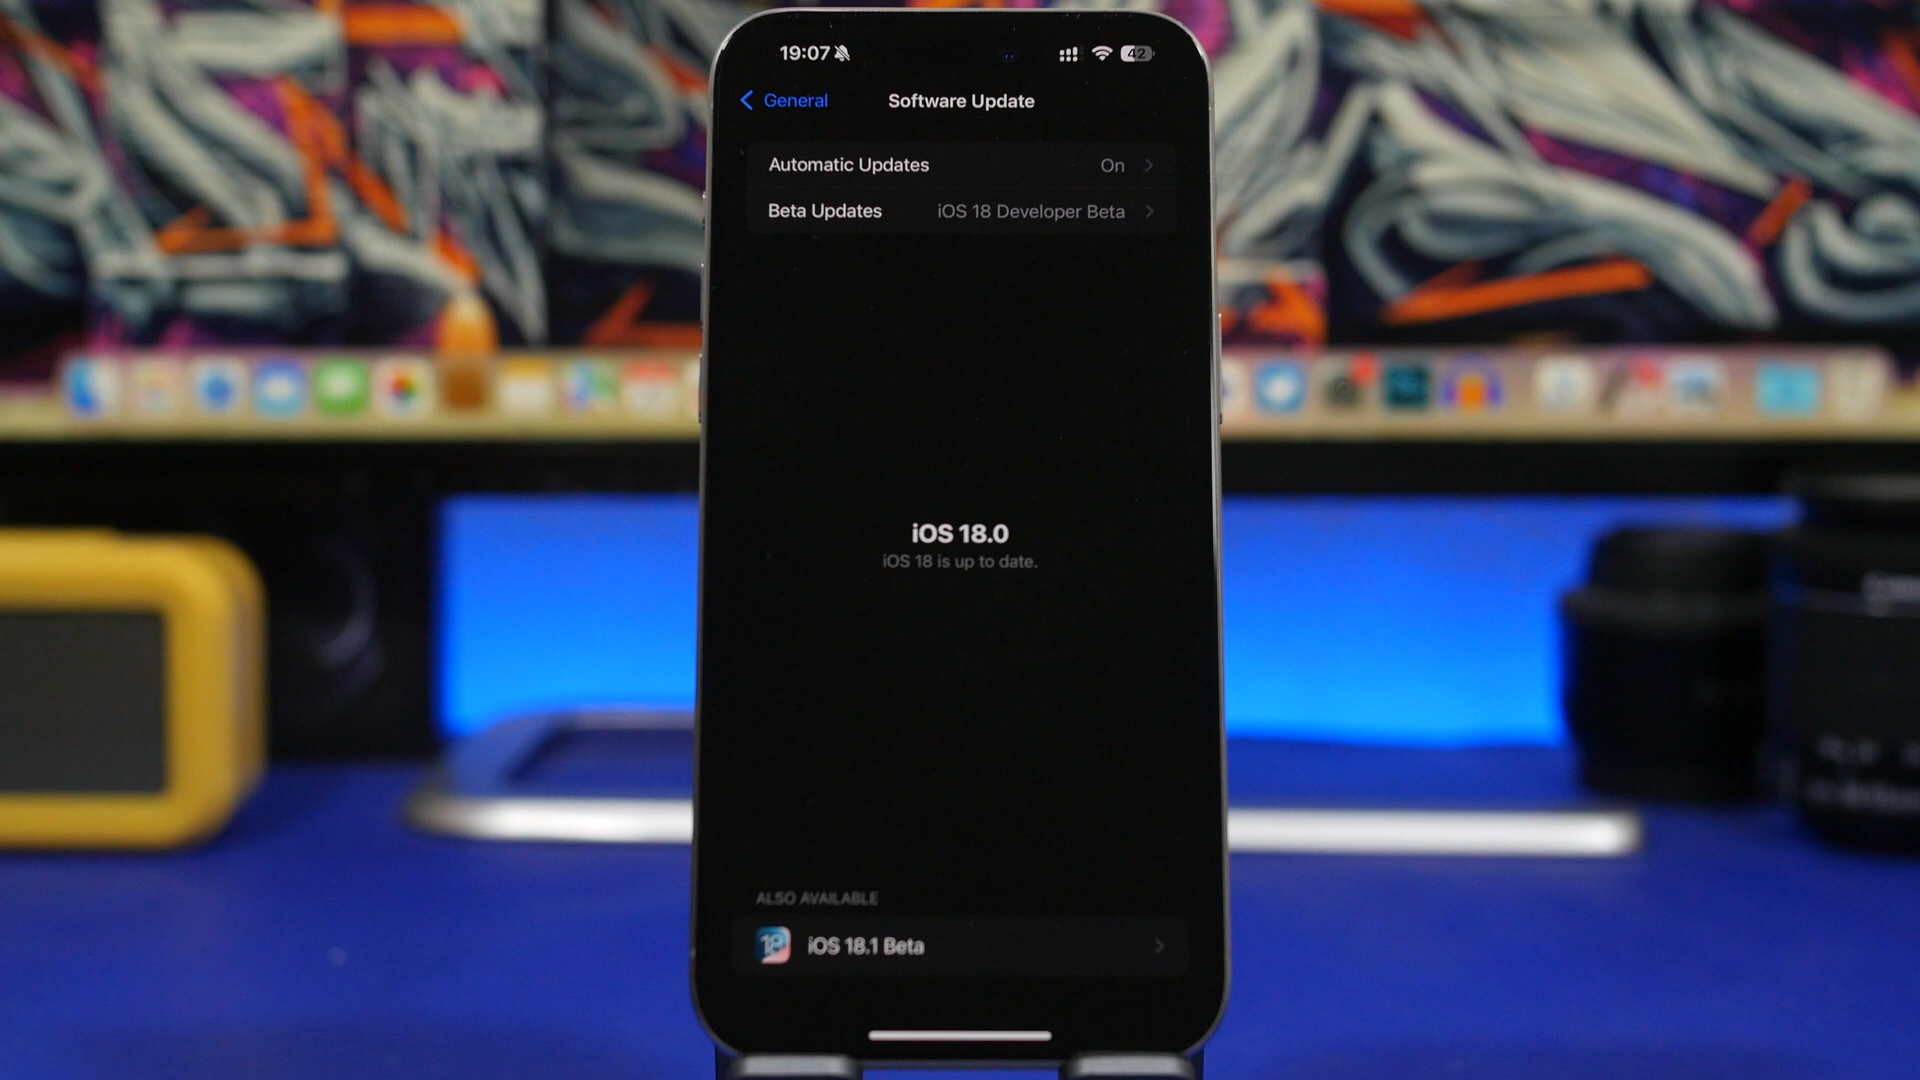 19:07 42
General Software Update
Automatic Updates On
Beta Updates iOS 18 Developer Beta
iOS 18.0
iOS 18 is up to date.
ALSO AVAILABLE
18 iOS 18.1 Beta